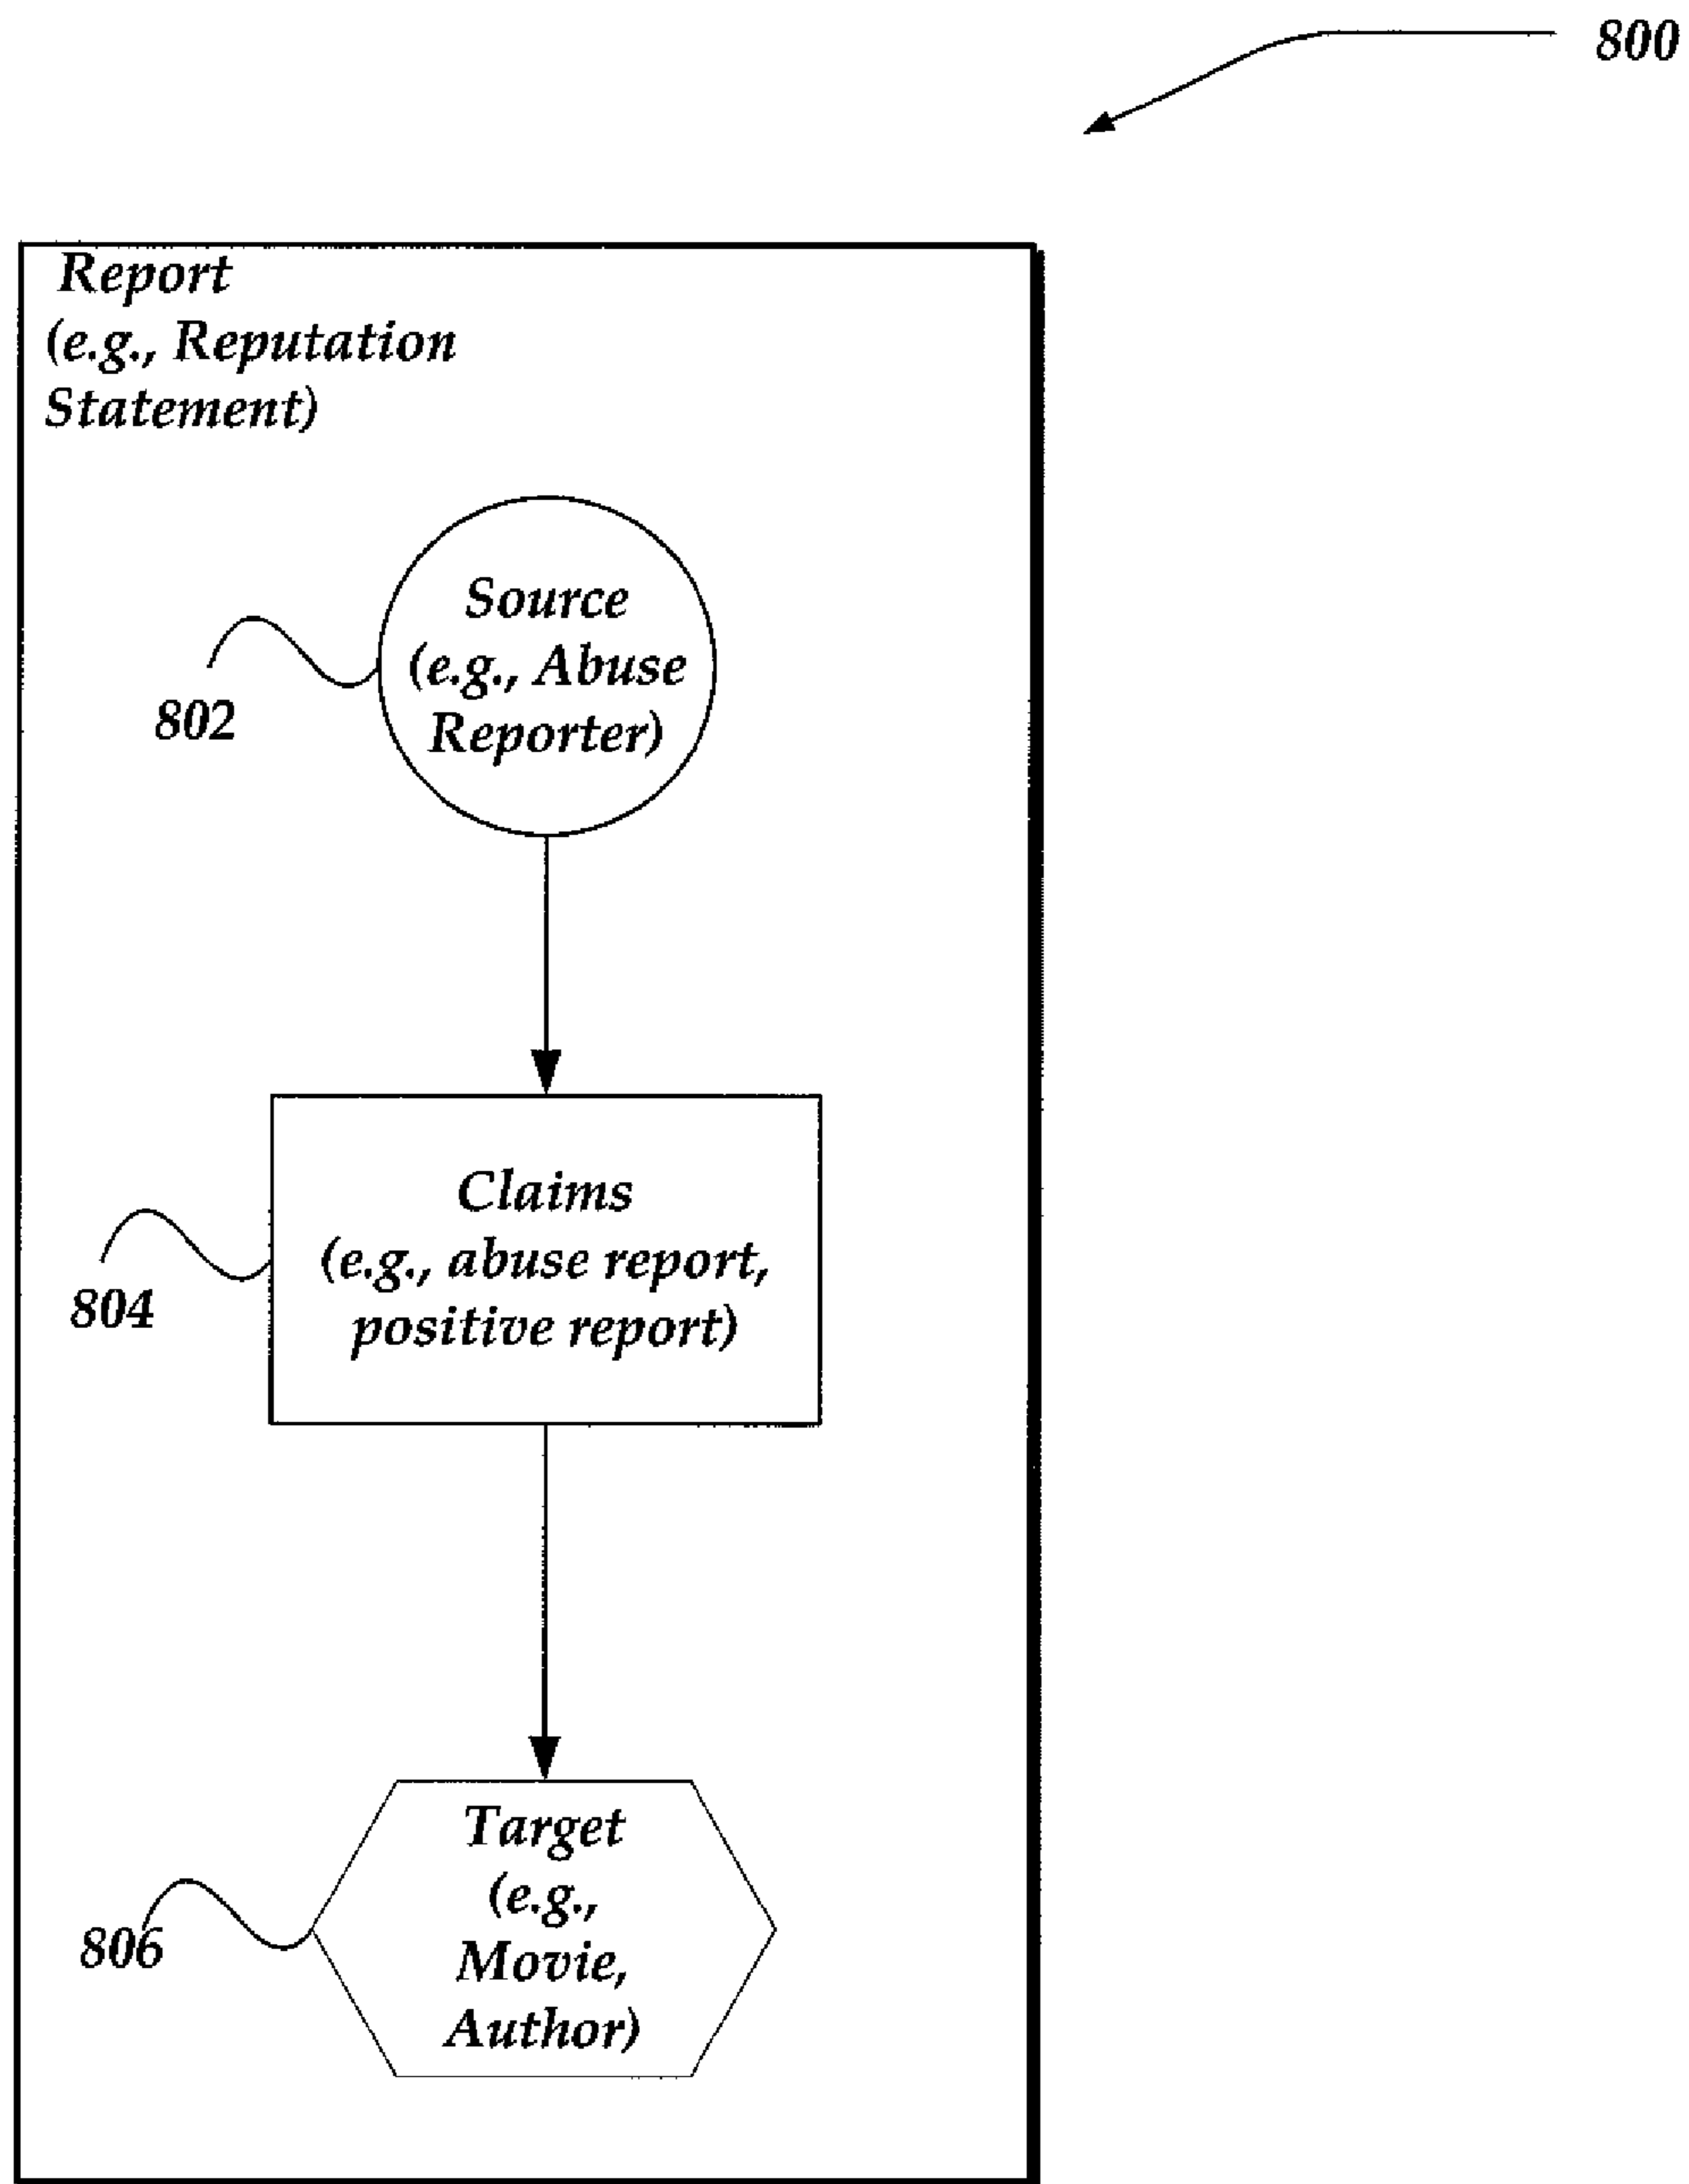 800
Report
(e.g., Reputation
Statement)
Source
(e.g., Abuse
Reporter)
802
Claims
(e.g., abuse report,
positive report)
804
Target
(e.g.,
Movie,
Author)
806